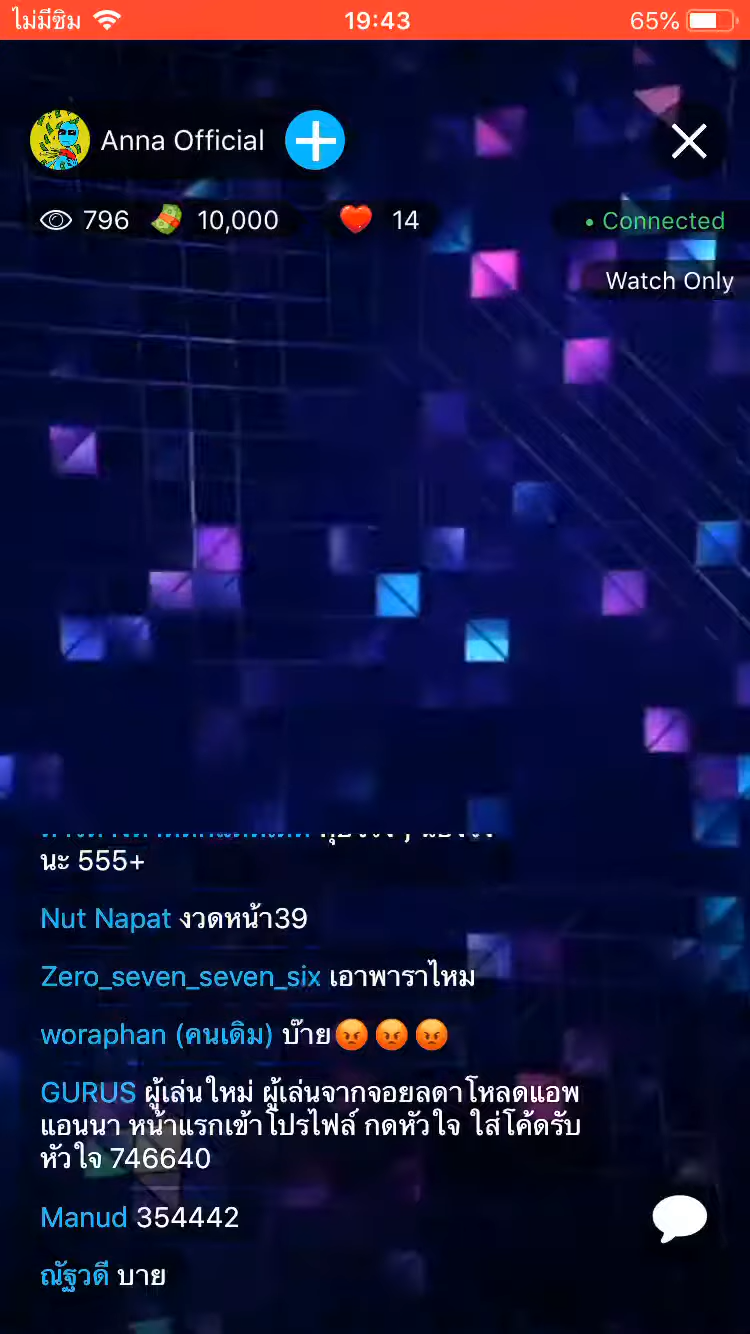 ไม่มีซิม 19:43 65%
Anna Official
796 10,000 14 • Connected
Watch Only
นะ 555+
Nut Napat งวดหน้า39
Zero_seven_seven_six เอาพาราไหม
woraphan (คนเดิม) บ๊าย😡 😡 😡
GURUS ผู้เล่นใหม่ ผู้เล่นจากจอยลดาโหลดแอพ
แอนนา หน้าแรกเข้าโปรไฟล์ กดหัวใจ ใส่โค้ดรับ
หัวใจ 746640
Manud 354442
ณัฐวดี บาย